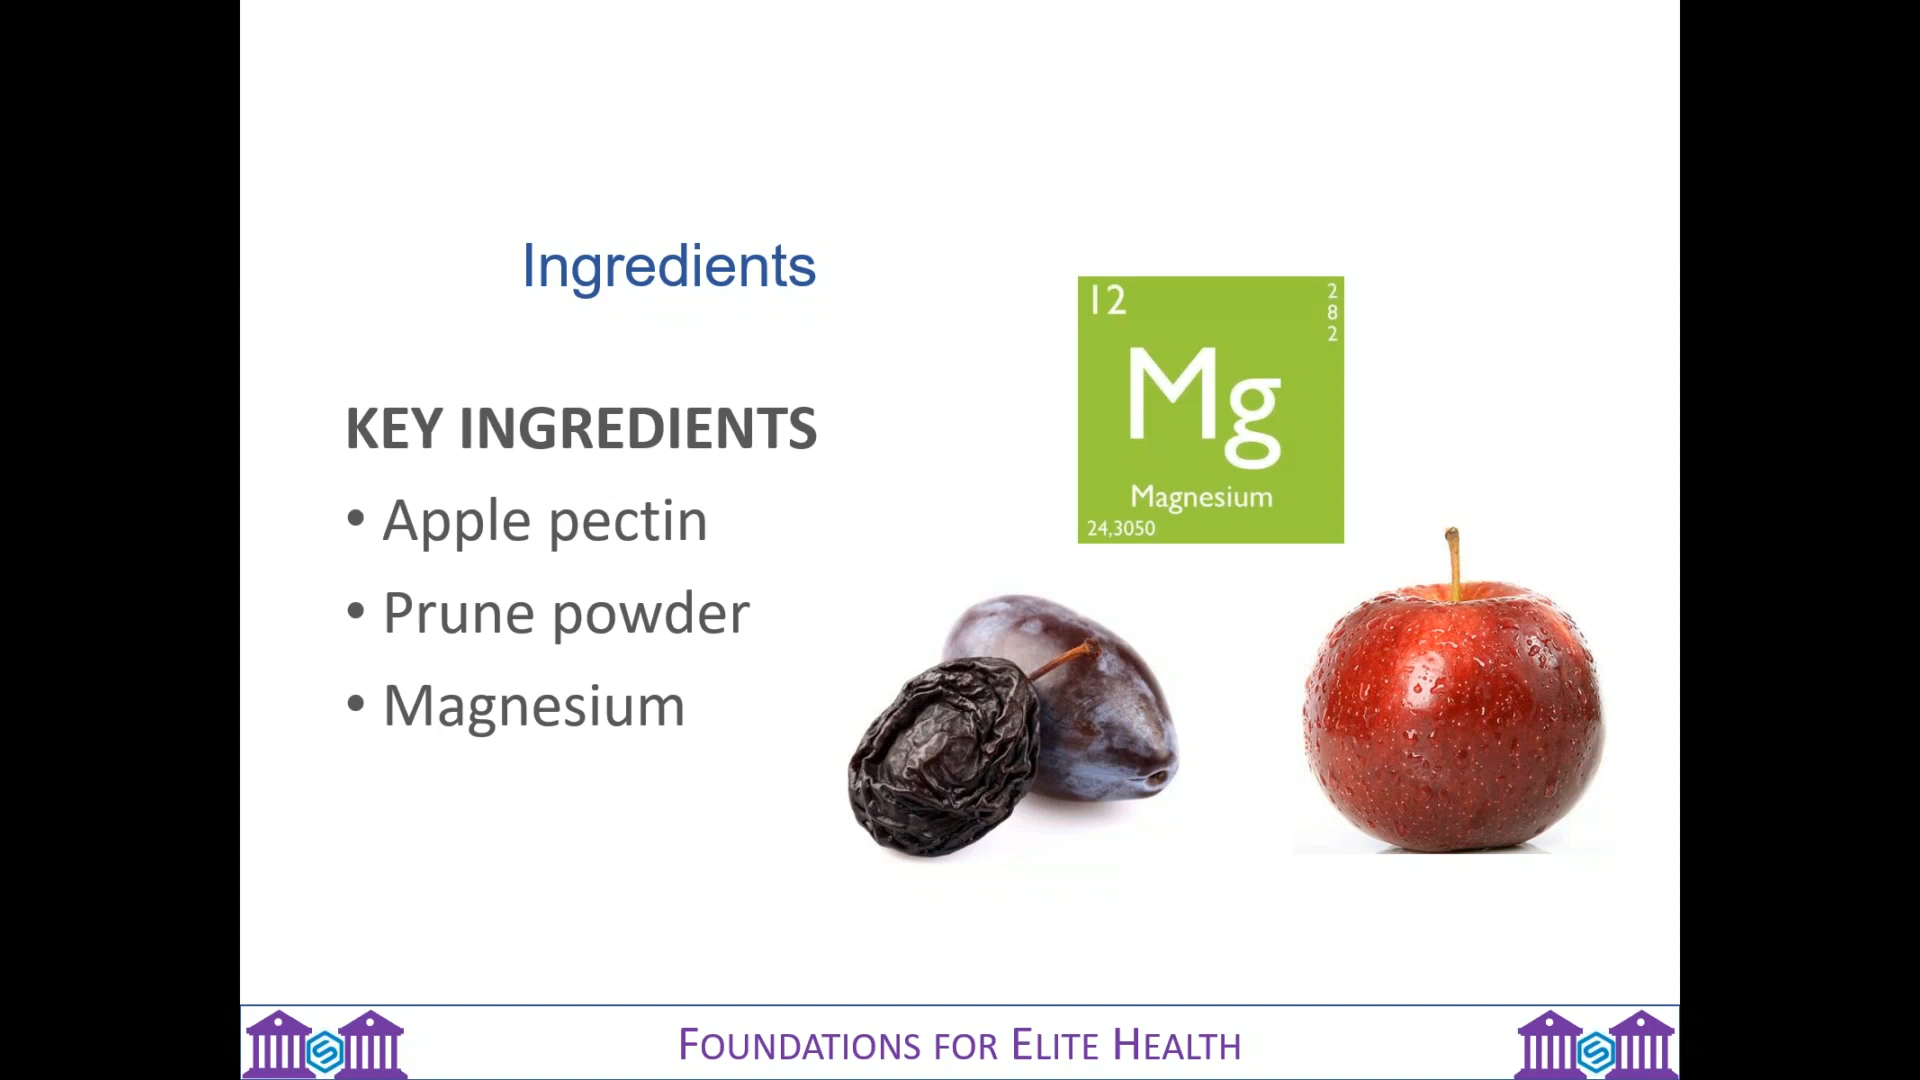 Ingredients
KEY INGREDIENTS
• Apple pectin
• Prune powder
• Magnesium
12
2
8
2
Mg
Magnesium
24,3050
FOUNDATIONS FOR ELITE HEALTH